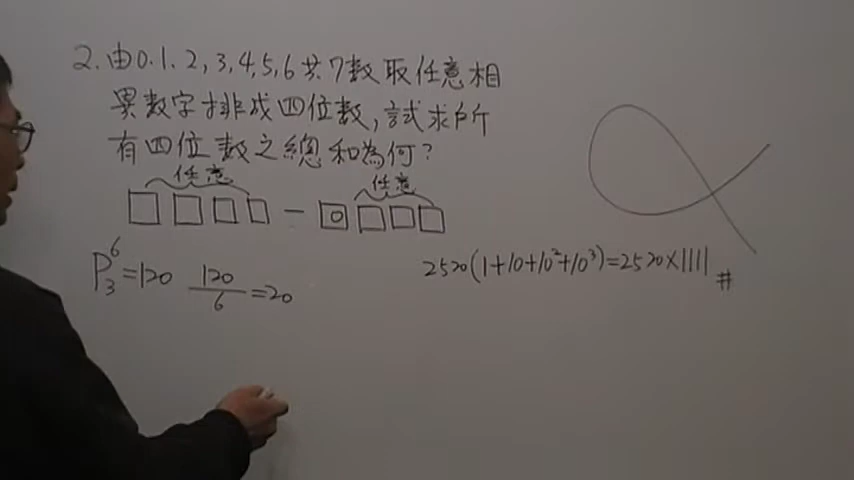 2.由0.1.2,3,4,5,6共7數取任意相
異數字排成四位數,試求所
有四位數之總和為何?
任意 任意
□□□□－0□□□
P⁶₃=120 120/6=20
2520(1+10+10²+10³)=2520×1111 #